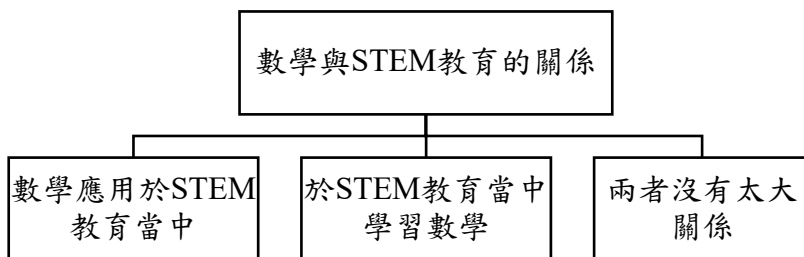 數學與STEM教育的關係
數學應用於STEM
教育當中
於STEM教育當中
學習數學
兩者沒有太大
關係